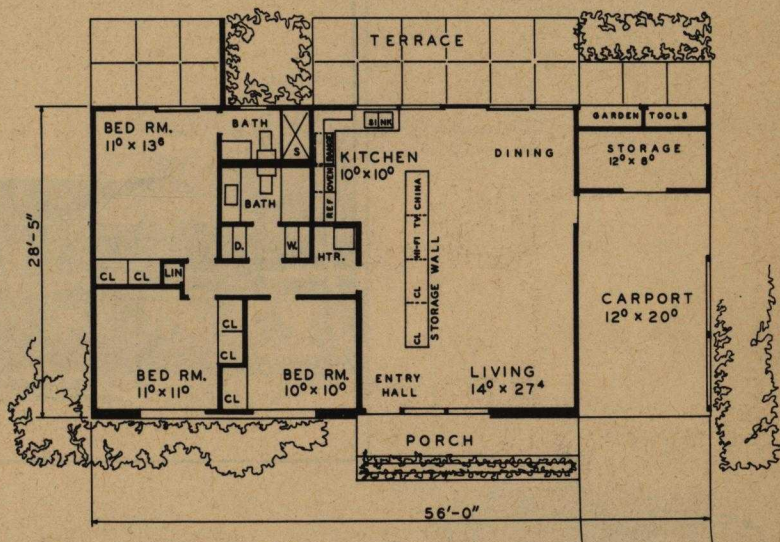 TERRACE
BED RM.
11⁰ x 13⁶
BATH
S
SINK
GARDEN TOOLS
KITCHEN
10⁰ x 10⁰
DINING
STORAGE
12⁰ x 8⁰
RANGE
OVEN
REF
BATH
CHINA
TV
HI-FI
CL
CL
STORAGE WALL
D.
W.
HTR.
28'-5"
CL
CL
LIN
CARPORT
12⁰ x 20⁰
CL
CL
CL
BED RM.
11⁰ x 11⁰
BED RM.
10⁰ x 10⁰
ENTRY
HALL
LIVING
14⁰ x 27⁴
PORCH
56'-0"